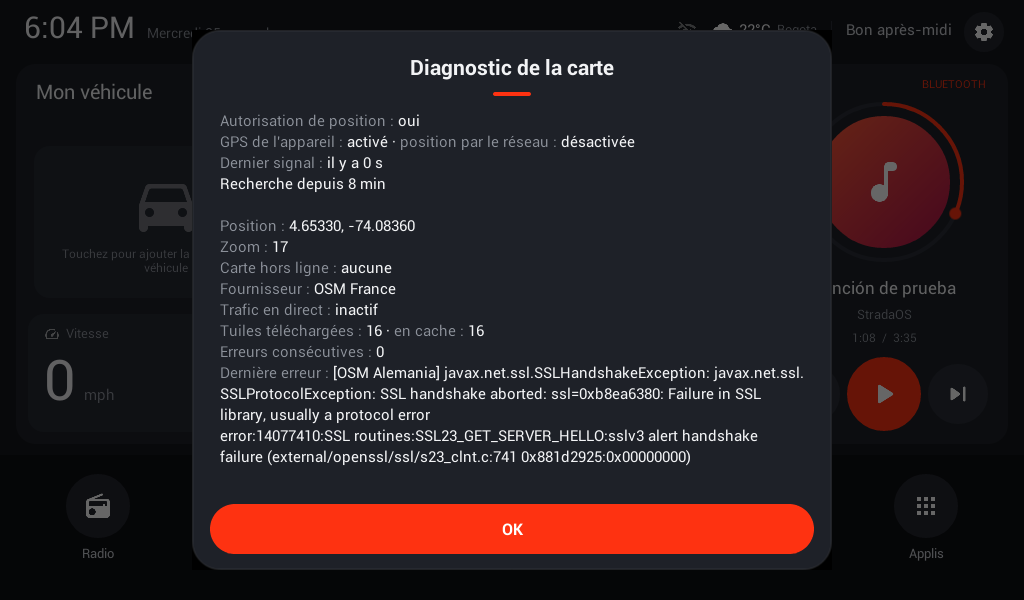 6:04 PM
22°C Bogota
Bon après-midi
Diagnostic de la carte
Mon véhicule
BLUETOOTH
Autorisation de position : oui
GPS de l'appareil : activé · position par le réseau : désactivée
Dernier signal : il y a 0 s
Recherche depuis 8 min
Position : 4.65330, -74.08360
Zoom : 17
Carte hors ligne : aucune
Fournisseur : OSM France
Trafic en direct : inactif
Tuiles téléchargées : 16 · en cache : 16
Erreurs consécutives : 0
Dernière erreur : [OSM Alemania] javax.net.ssl.SSLHandshakeException: javax.net.ssl.
SSLProtocolException: SSL handshake aborted: ssl=0xb8ea6380: Failure in SSL
library, usually a protocol error
error:14077410:SSL routines:SSL23_GET_SERVER_HELLO:sslv3 alert handshake
failure (external/openssl/ssl/s23_clnt.c:741 0x881d2925:0x00000000)
OK
Touchez pour ajouter la
véhicule
Vitesse
0 mph
nción de prueba
StradaOS
1:08 / 3:35
Radio
Applis